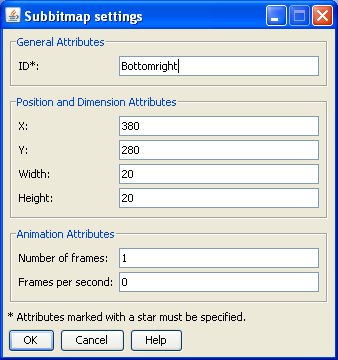 Subbitmap settings
General Attributes
ID*: Bottomright
Position and Dimension Attributes
X: 380
Y: 280
Width: 20
Height: 20
Animation Attributes
Number of frames: 1
Frames per second: 0
* Attributes marked with a star must be specified.
OK Cancel Help